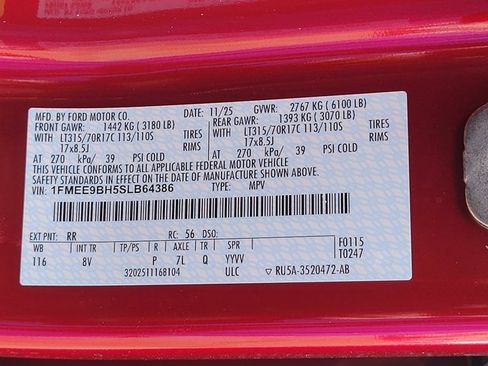 MFD. BY FORD MOTOR CO. 11/25 GVWR: 2767 KG (6100 LB)
FRONT GAWR: 1442 KG (3180 LB) REAR GAWR: 1393 KG (3070 LB)
WITH LT315/70R17C 113/110S TIRES WITH LT315/70R17C 113/110S TIRES
17x8.5J RIMS 17x8.5J RIMS
AT 270 kPa/ 39 PSI COLD AT 270 kPa/ 39 PSI COLD
THIS VEHICLE CONFORMS TO ALL APPLICABLE FEDERAL MOTOR VEHICLE
SAFETY STANDARDS IN EFFECT ON THE DATE OF MANUFACTURE SHOWN ABOVE.
VIN: 1FMEE9BH5SLB64386 TYPE: MPV
EXT PNT: RR RC: 56 DSO:
WB INT TR TP/PS R AXLE TR SPR F0115
116 8V P 7L Q YYVV T0247
3202511168104 ULC RU5A-3520472-AB